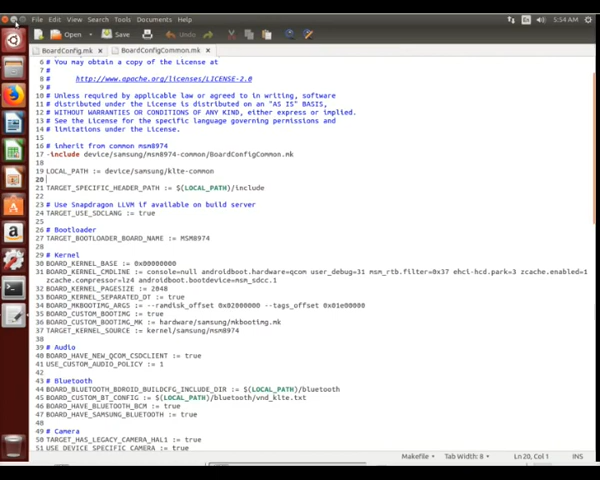 File Edit View Search Tools Documents Help
En 5:54 AM
Open Save
BoardConfig.mk × BoardConfigCommon.mk ×
6 # You may obtain a copy of the License at
7 #
8 # http://www.apache.org/licenses/LICENSE-2.0
9 #
10 # Unless required by applicable law or agreed to in writing, software
11 # distributed under the License is distributed on an "AS IS" BASIS,
12 # WITHOUT WARRANTIES OR CONDITIONS OF ANY KIND, either express or implied.
13 # See the License for the specific language governing permissions and
14 # limitations under the License.
15
16 # inherit from common msm8974
17 -include device/samsung/msm8974-common/BoardConfigCommon.mk
18
19 LOCAL_PATH := device/samsung/klte-common
20
21 TARGET_SPECIFIC_HEADER_PATH := $(LOCAL_PATH)/include
22
23 # Use Snapdragon LLVM if available on build server
24 TARGET_USE_SDCLANG := true
25
26 # Bootloader
27 TARGET_BOOTLOADER_BOARD_NAME := MSM8974
28
29 # Kernel
30 BOARD_KERNEL_BASE := 0x00000000
31 BOARD_KERNEL_CMDLINE := console=null androidboot.hardware=qcom user_debug=31 msm_rtb.filter=0x37 ehci-hcd.park=3 zcache.enabled=1
zcache.compressor=lz4 androidboot.bootdevice=msm_sdcc.1
32 BOARD_KERNEL_PAGESIZE := 2048
33 BOARD_KERNEL_SEPARATED_DT := true
34 BOARD_MKBOOTIMG_ARGS := --ramdisk_offset 0x02000000 --tags_offset 0x01e00000
35 BOARD_CUSTOM_BOOTIMG := true
36 BOARD_CUSTOM_BOOTIMG_MK := hardware/samsung/mkbootimg.mk
37 TARGET_KERNEL_SOURCE := kernel/samsung/msm8974
38
39 # Audio
40 BOARD_HAVE_NEW_QCOM_CSDCLIENT := true
41 USE_CUSTOM_AUDIO_POLICY := 1
42
43 # Bluetooth
44 BOARD_BLUETOOTH_BDROID_BUILDCFG_INCLUDE_DIR := $(LOCAL_PATH)/bluetooth
45 BOARD_CUSTOM_BT_CONFIG := $(LOCAL_PATH)/bluetooth/vnd_klte.txt
46 BOARD_HAVE_BLUETOOTH_BCM := true
47 BOARD_HAVE_SAMSUNG_BLUETOOTH := true
48
49 # Camera
50 TARGET_HAS_LEGACY_CAMERA_HAL1 := true
51 USE_DEVICE_SPECIFIC_CAMERA := true
Makefile Tab Width: 8 Ln 20, Col 1 INS